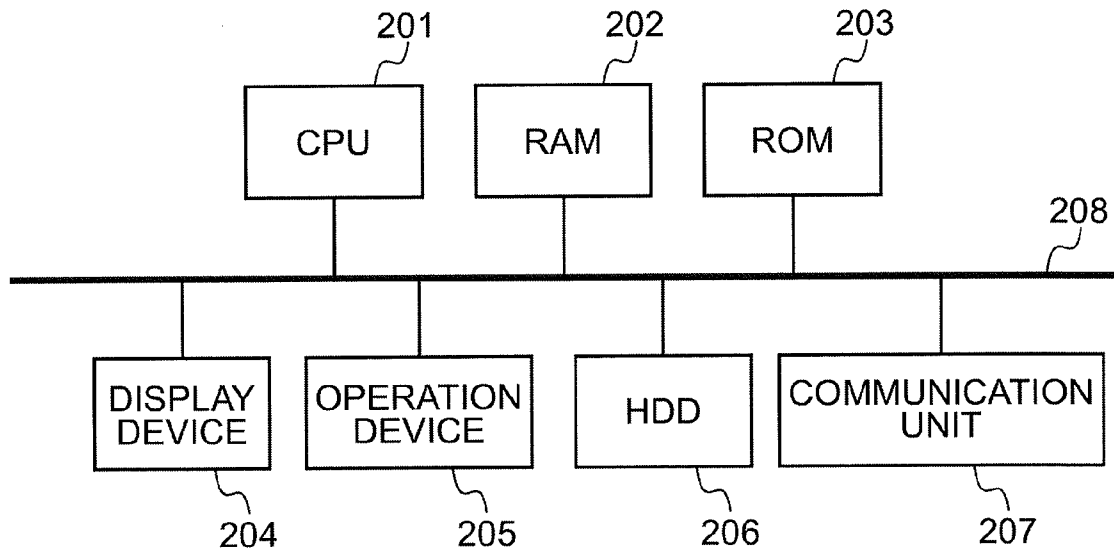 201
202
203
CPU
RAM
ROM
208
DISPLAY
DEVICE
OPERATION
DEVICE
HDD
COMMUNICATION
UNIT
204
205
206
207